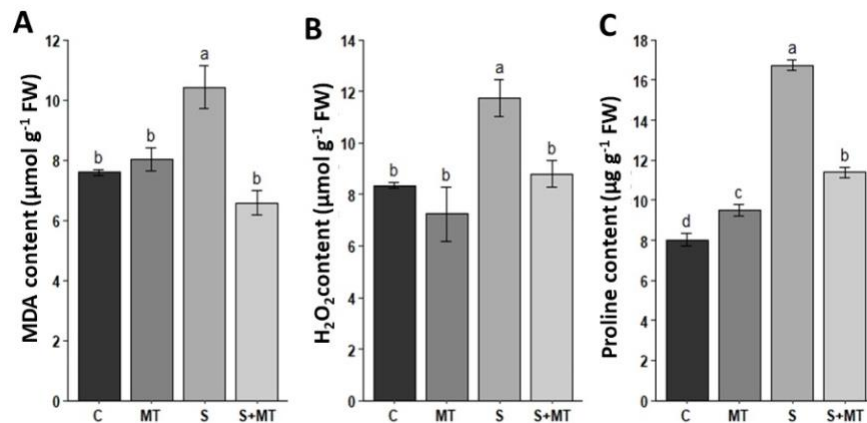 A
MDA content (µmol g⁻¹ FW)
12
10
8
6
4
2
0
b
b
a
b
C MT S S+MT
B
H₂O₂ content (µmol g⁻¹ FW)
14
12
10
8
6
4
2
0
b
b
a
b
C MT S S+MT
C
Proline content (µg g⁻¹ FW)
18
16
14
12
10
8
6
4
2
0
d
c
a
b
C MT S S+MT